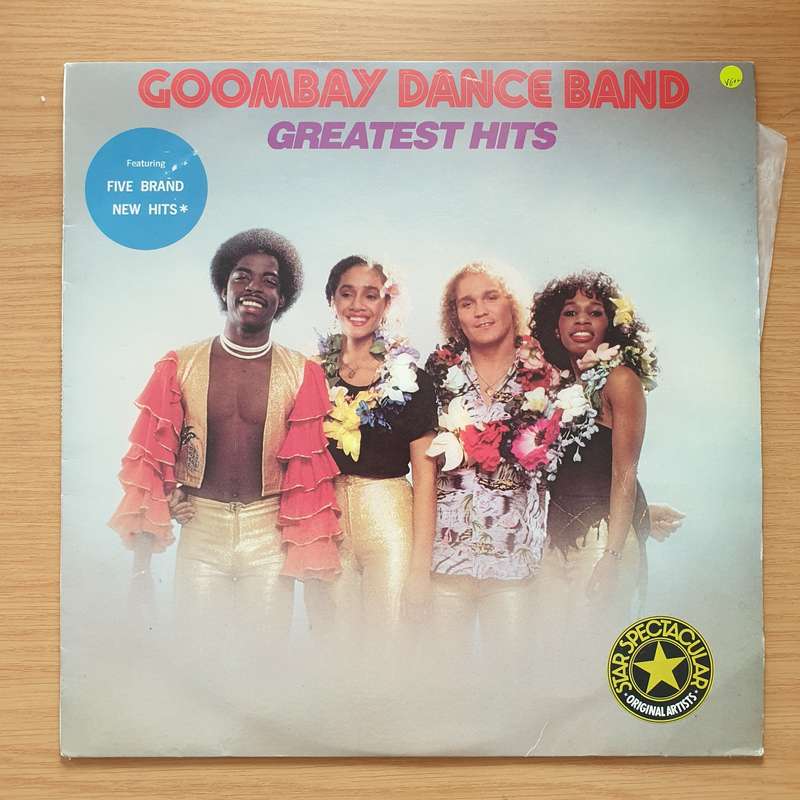 GOOMBAY DANCE BAND
GREATEST HITS
Featuring
FIVE BRAND
NEW HITS*
STAR SPECTACULAR
• ORIGINAL ARTISTS •